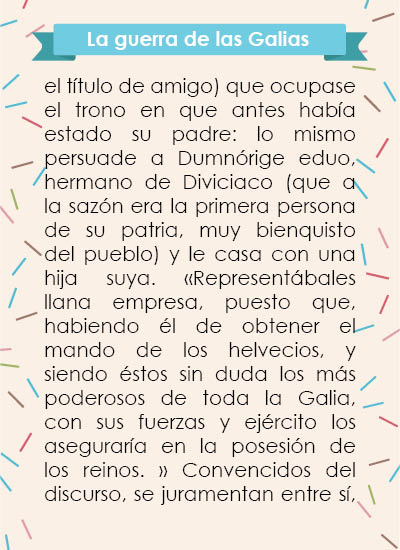 La guerra de las Galias
el título de amigo) que ocupase
el trono en que antes había
estado su padre: lo mismo
persuade a Dumnórige eduo,
hermano de Diviciaco (que a
la sazón era la primera persona
de su patria, muy bienquisto
del pueblo) y le casa con una
hija suya. «Representábales
llana empresa, puesto que,
habiendo él de obtener el
mando de los helvecios, y
siendo éstos sin duda los más
poderosos de toda la Galia,
con sus fuerzas y ejército los
aseguraría en la posesión de
los reinos. » Convencidos del
discurso, se juramentan entre sí,